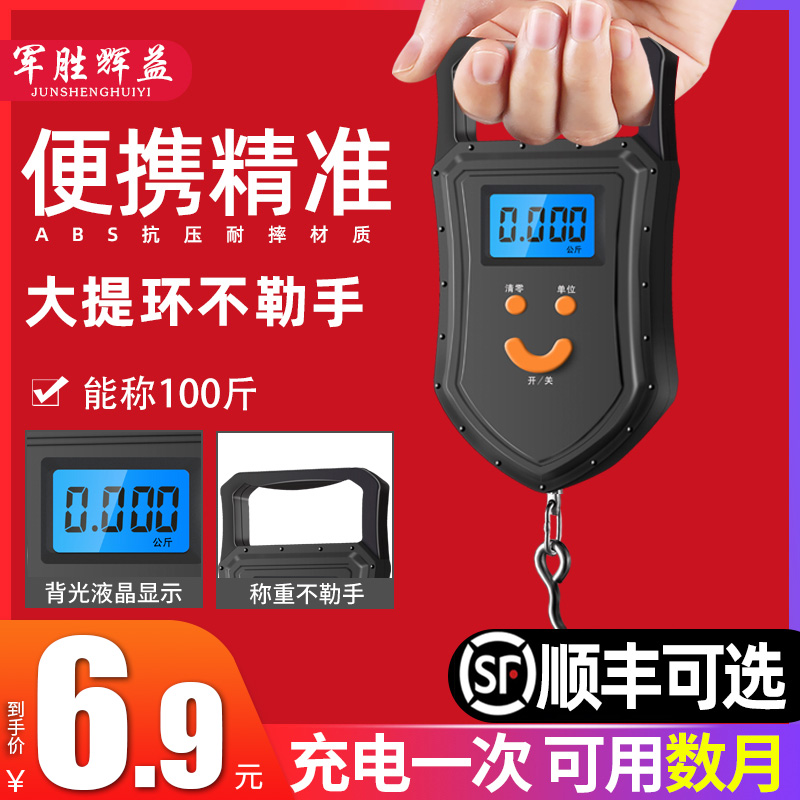 军胜辉益
JUNSHENGHUIYI
便携精准
ABS抗压耐摔材质
大提环不勒手
能称100斤
0.000
公斤
清零 单位
开/关
0.000
公斤
背光液晶显示
称重不勒手
SF 顺丰可选
到手价¥
6.9元
充电一次 可用数月